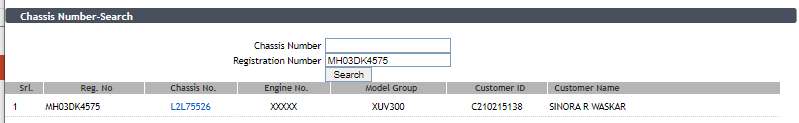 Chassis Number-Search
Chassis Number
Registration Number MH03DK4575
Search
Srl. Reg. No Chassis No. Engine No. Model Group Customer ID Customer Name
1 MH03DK4575 L2L75526 XXXXX XUV300 C210215138 SINORA R WASKAR